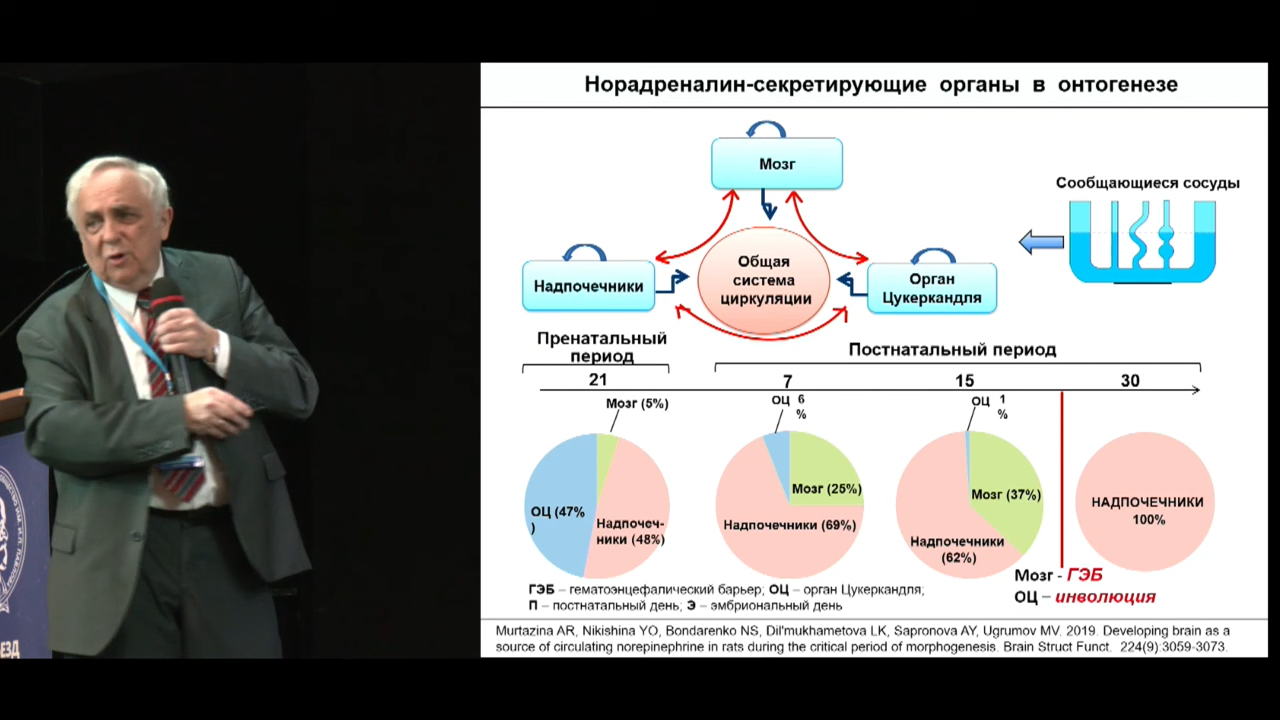 Норадреналин-секретирующие органы в онтогенезе
Мозг
Сообщающиеся сосуды
Надпочечники
Общая
система
циркуляции
Орган
Цукеркандля
Пренатальный
период
Постнатальный период
21
7
15
30
Мозг (5%)
ОЦ 6
%
ОЦ 1
%
ОЦ (47%
)
Надпочеч-
ники (48%)
Мозг (25%)
Надпочечники (69%)
Мозг (37%)
Надпочечники
(62%)
НАДПОЧЕЧНИКИ
100%
Мозг - ГЭБ
ОЦ – инволюция
ГЭБ – гематоэнцефалический барьер; ОЦ – орган Цукеркандля;
П – постнатальный день; Э – эмбриональный день
Murtazina AR, Nikishina YO, Bondarenko NS, Dil'mukhametova LK, Sapronova AY, Ugrumov MV. 2019. Developing brain as a
source of circulating norepinephrine in rats during the critical period of morphogenesis. Brain Struct Funct. 224(9):3059-3073.